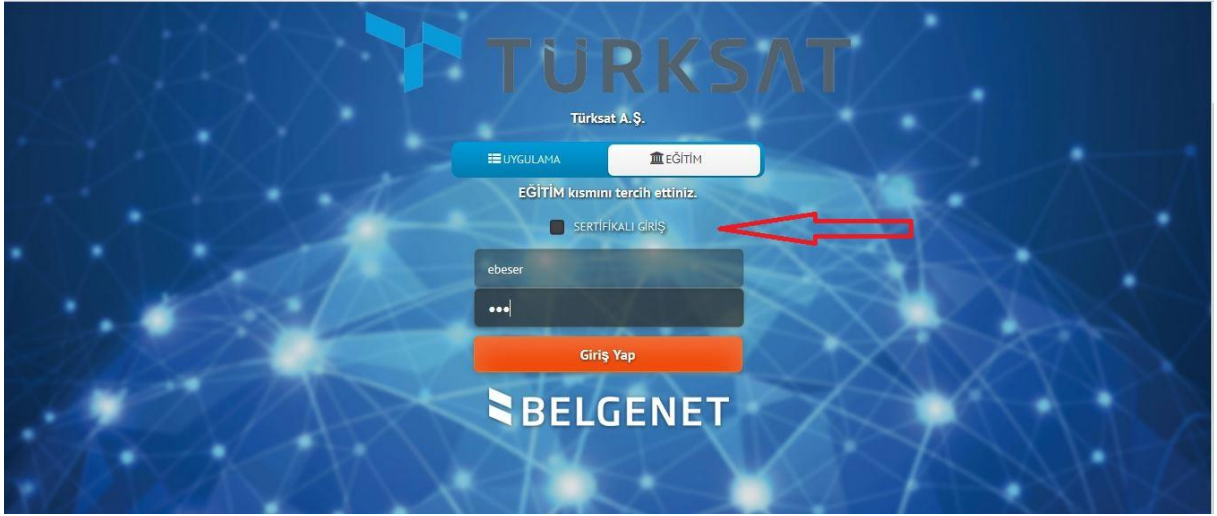 TÜRKSAT
Türksat A.Ş.
UYGULAMA EĞİTİM
EĞİTİM kısmını tercih ettiniz.
SERTİFİKALI GİRİŞ
ebeser
•••
Giriş Yap
BELGENET